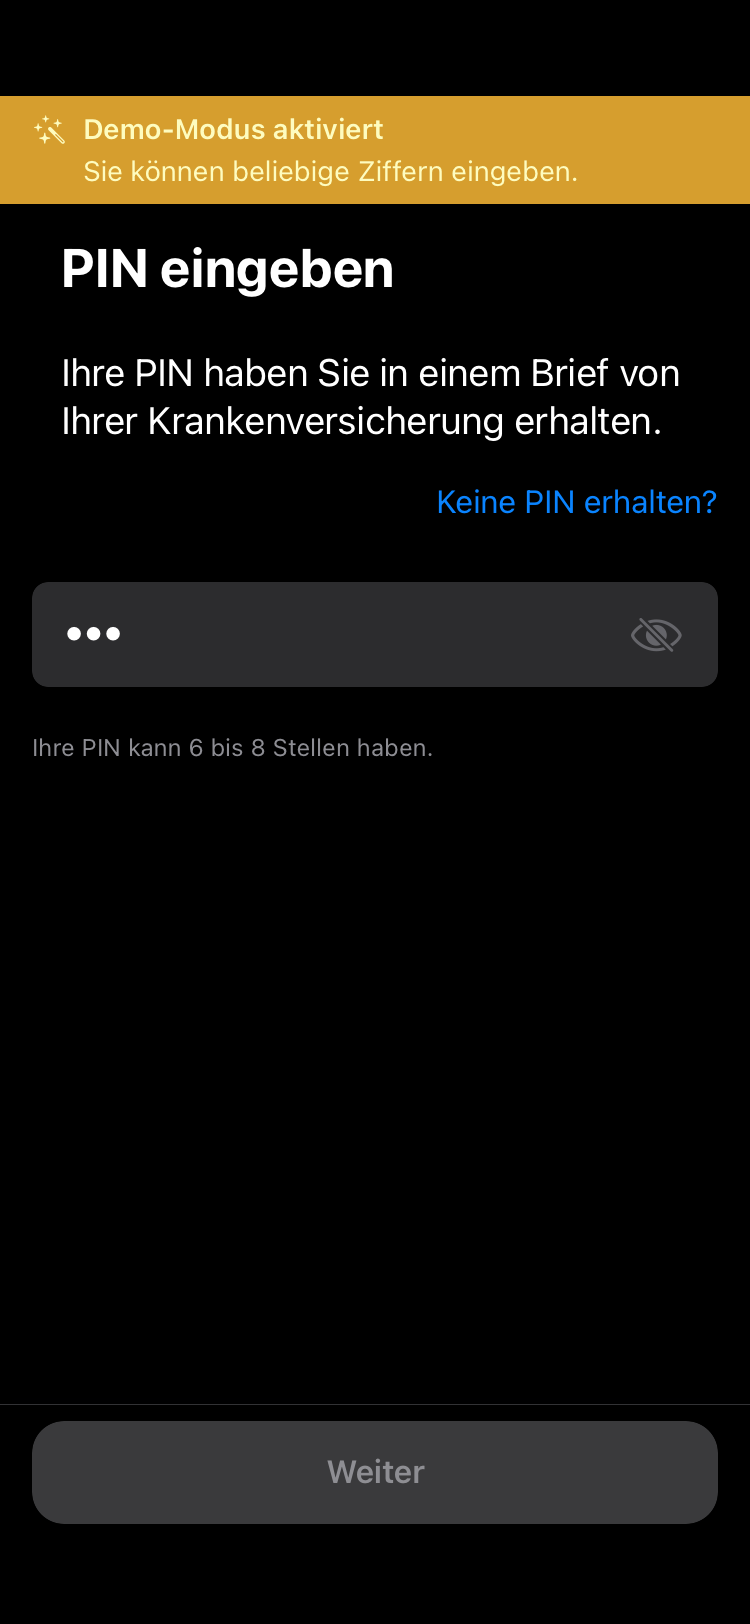 Demo-Modus aktiviert
Sie können beliebige Ziffern eingeben.
PIN eingeben
Ihre PIN haben Sie in einem Brief von
Ihrer Krankenversicherung erhalten.
Keine PIN erhalten?
•••
Ihre PIN kann 6 bis 8 Stellen haben.
Weiter